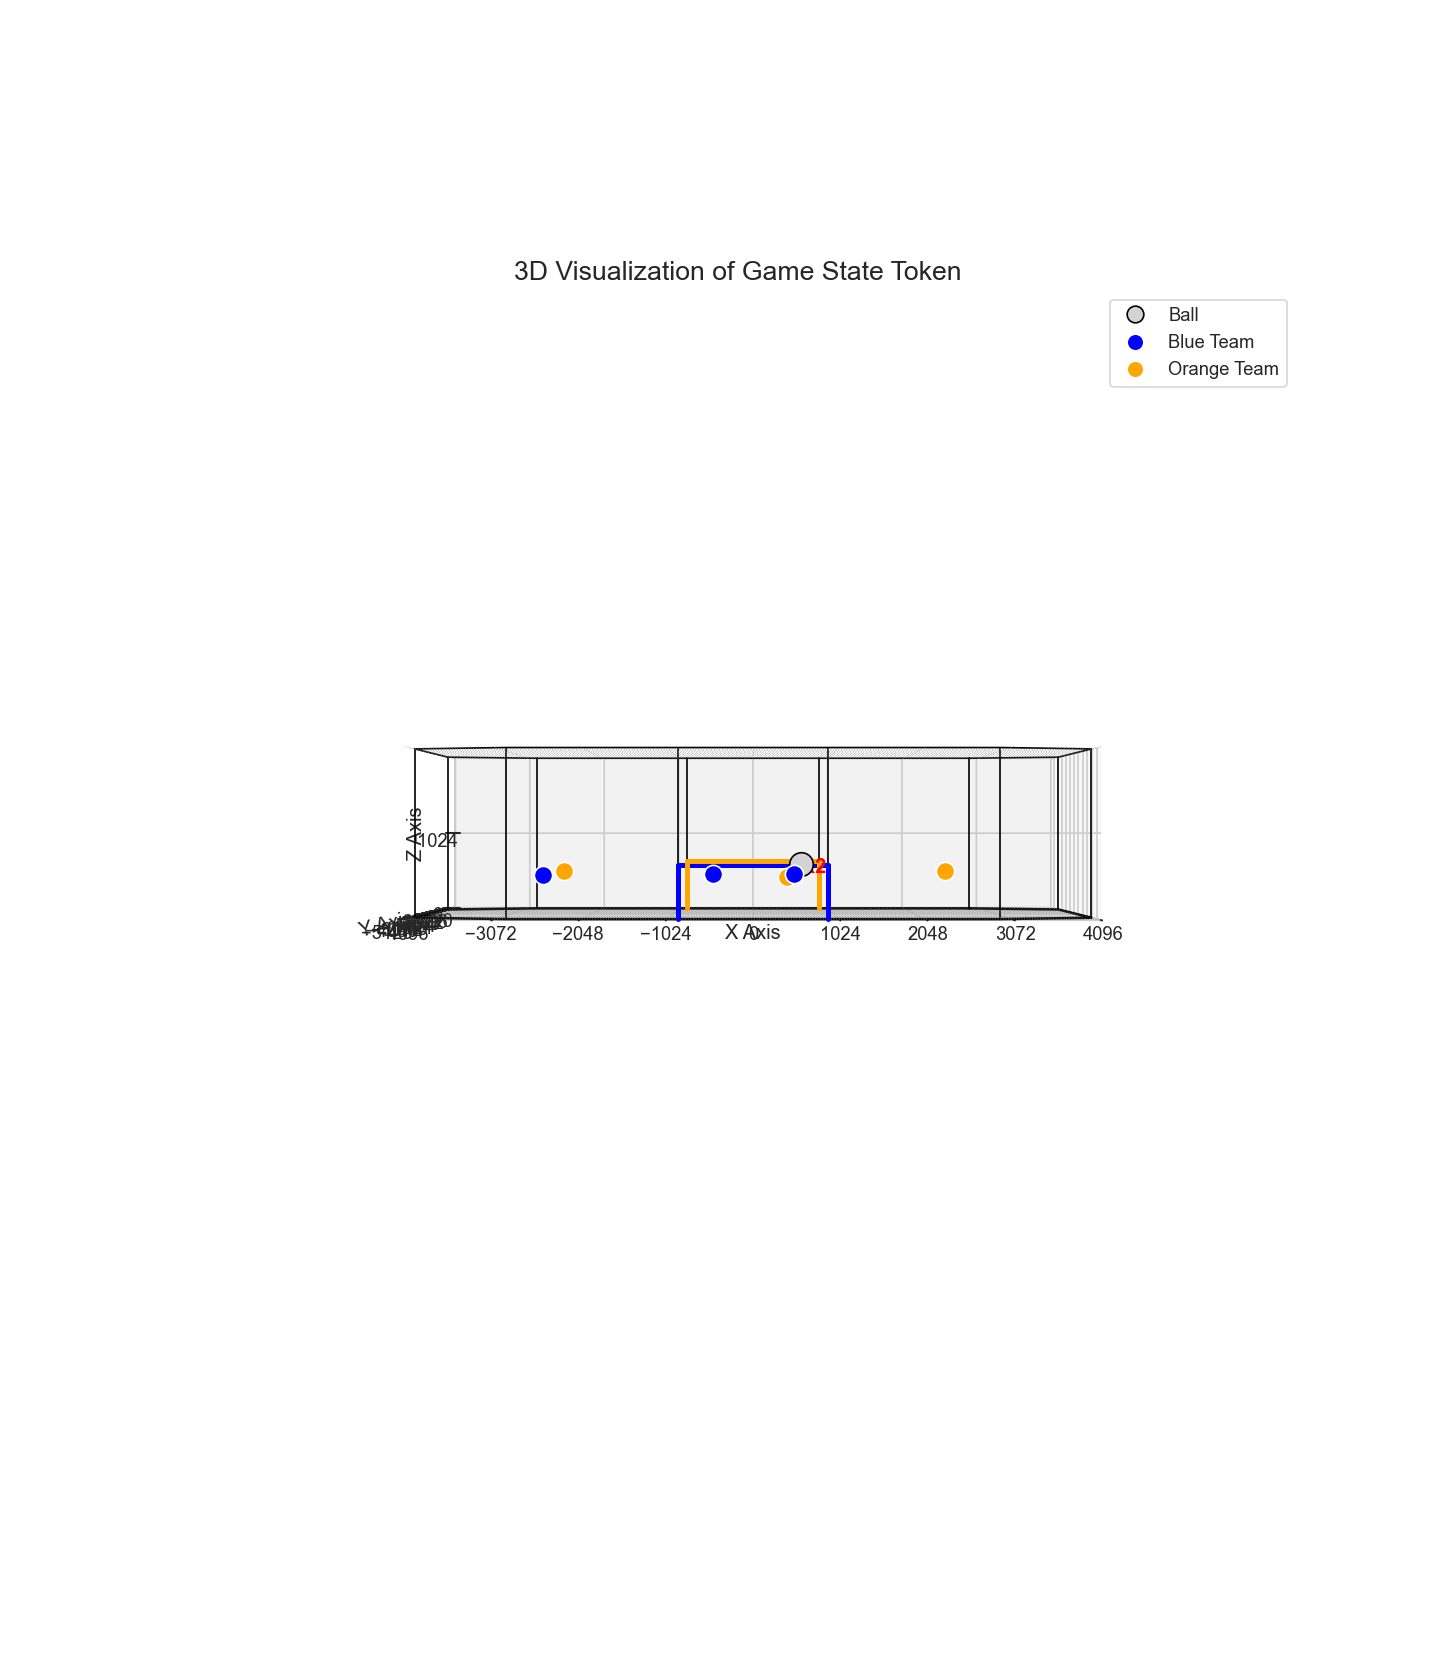 3D Visualization of Game State Token
Ball
Blue Team
Orange Team
Z Axis
1024
2
−3072
−2048
−1024
0
1024
2048
3072
4096
X Axis